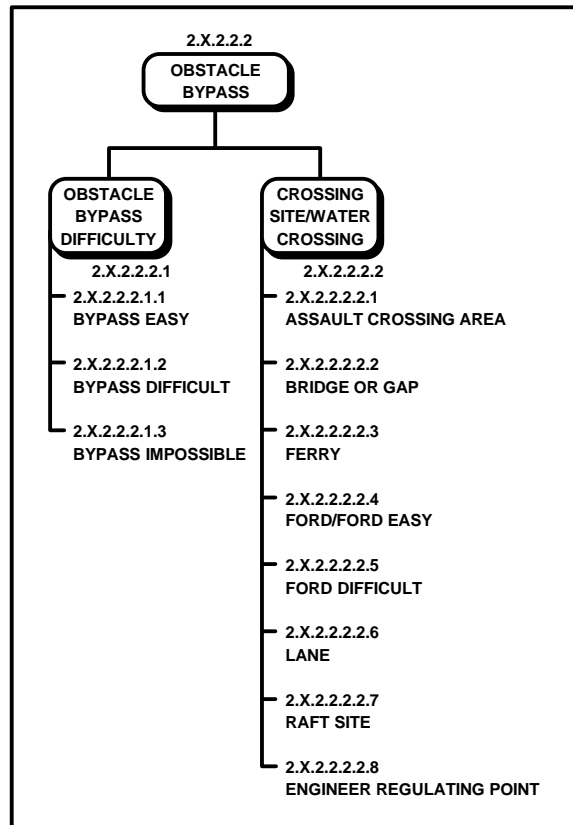 2.X.2.2.2
OBSTACLE
BYPASS
OBSTACLE
BYPASS
DIFFICULTY
2.X.2.2.2.1
2.X.2.2.2.1.1
BYPASS EASY
2.X.2.2.2.1.2
BYPASS DIFFICULT
2.X.2.2.2.1.3
BYPASS IMPOSSIBLE
CROSSING
SITE/WATER
CROSSING
2.X.2.2.2.2
2.X.2.2.2.2.1
ASSAULT CROSSING AREA
2.X.2.2.2.2.2
BRIDGE OR GAP
2.X.2.2.2.2.3
FERRY
2.X.2.2.2.2.4
FORD/FORD EASY
2.X.2.2.2.2.5
FORD DIFFICULT
2.X.2.2.2.2.6
LANE
2.X.2.2.2.2.7
RAFT SITE
2.X.2.2.2.2.8
ENGINEER REGULATING POINT